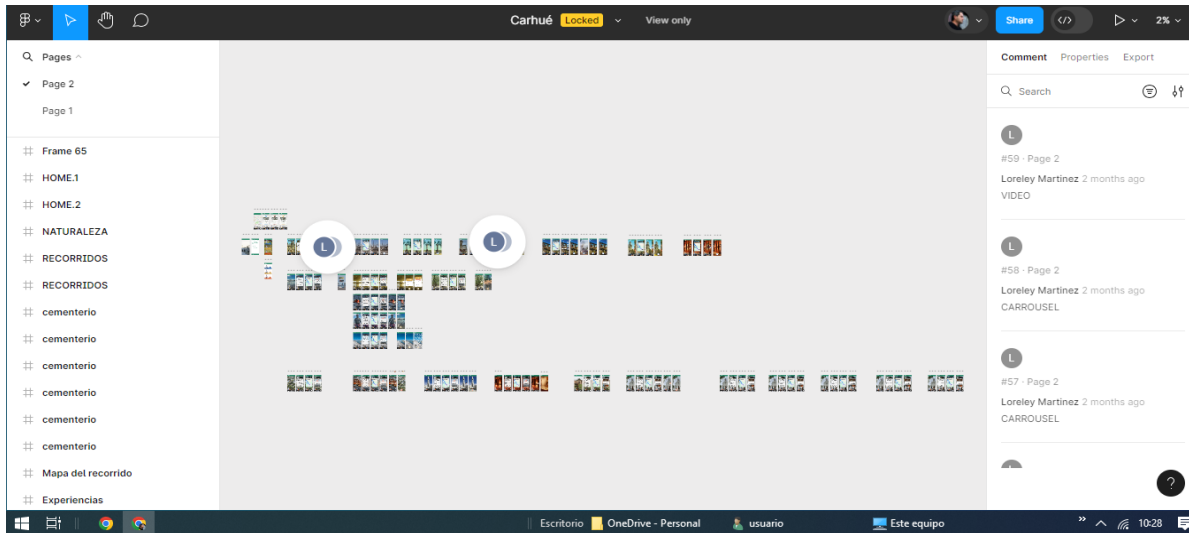 Carhué Locked View only
Share
2%
Pages
Page 2
Page 1
Frame 65
HOME.1
HOME.2
NATURALEZA
RECORRIDOS
RECORRIDOS
cementerio
cementerio
cementerio
cementerio
cementerio
cementerio
Mapa del recorrido
Experiencias
L
L
Comment Properties Export
Search
L
#59 · Page 2
Loreley Martinez 2 months ago
VIDEO
L
#58 · Page 2
Loreley Martinez 2 months ago
CARROUSEL
L
#57 · Page 2
Loreley Martinez 2 months ago
CARROUSEL
?
Escritorio OneDrive - Personal usuario Este equipo 10:28